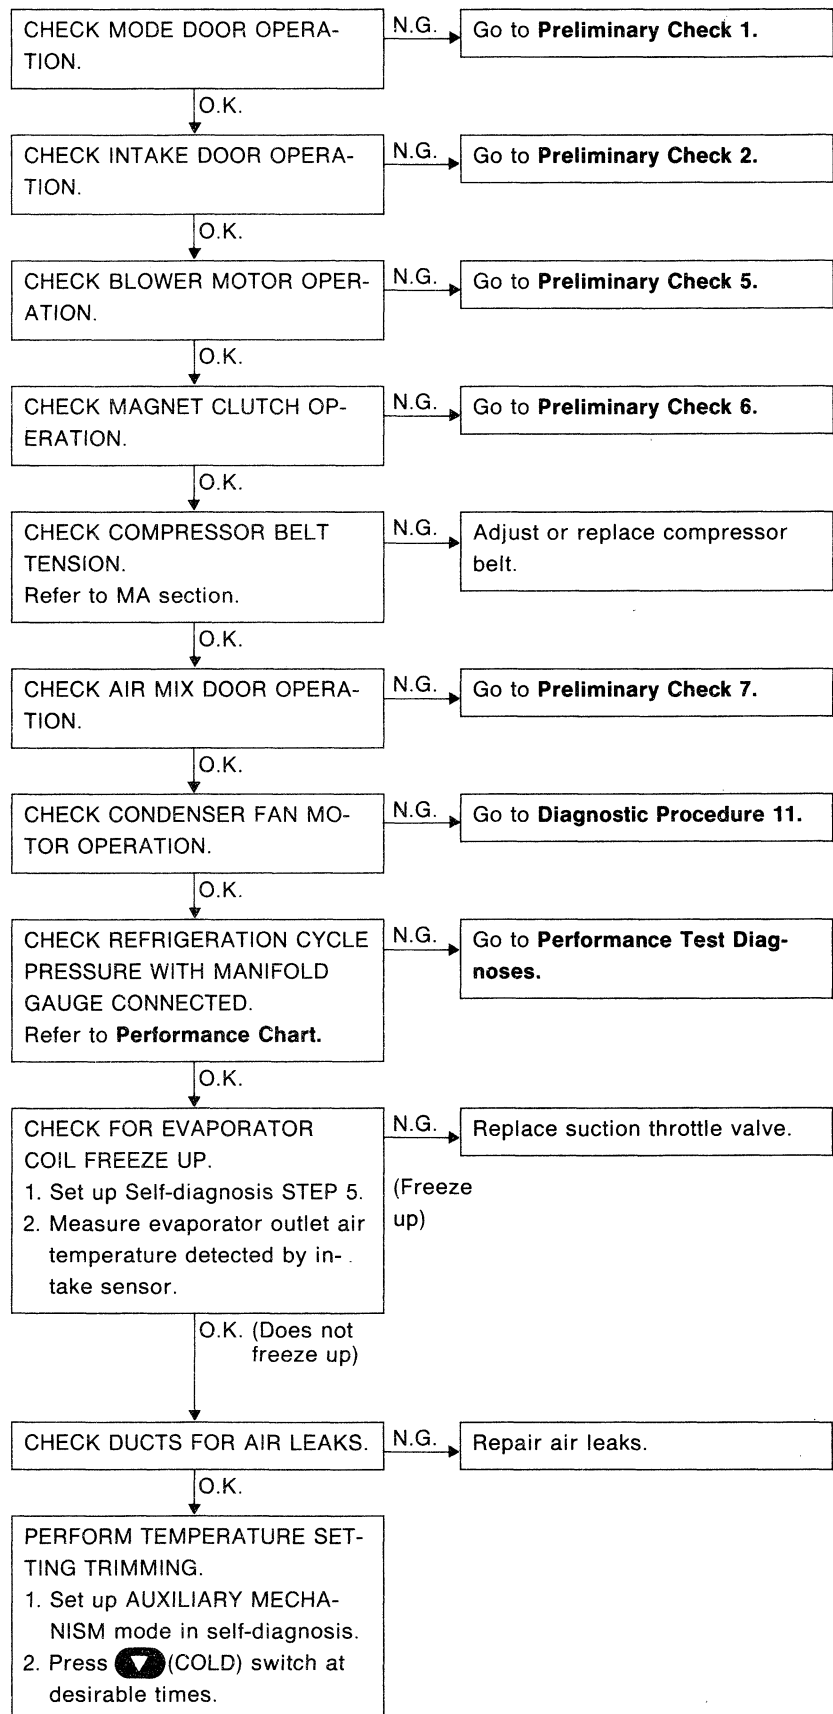 CHECK MODE DOOR OPERA-
TION.
N.G.
Go to Preliminary Check 1.
O.K.
CHECK INTAKE DOOR OPERA-
TION.
N.G.
Go to Preliminary Check 2.
O.K.
CHECK BLOWER MOTOR OPER-
ATION.
N.G.
Go to Preliminary Check 5.
O.K.
CHECK MAGNET CLUTCH OP-
ERATION.
N.G.
Go to Preliminary Check 6.
O.K.
CHECK COMPRESSOR BELT
TENSION.
Refer to MA section.
N.G.
Adjust or replace compressor
belt.
O.K.
CHECK AIR MIX DOOR OPERA-
TION.
N.G.
Go to Preliminary Check 7.
O.K.
CHECK CONDENSER FAN MO-
TOR OPERATION.
N.G.
Go to Diagnostic Procedure 11.
O.K.
CHECK REFRIGERATION CYCLE
PRESSURE WITH MANIFOLD
GAUGE CONNECTED.
Refer to Performance Chart.
N.G.
Go to Performance Test Diag-
noses.
O.K.
CHECK FOR EVAPORATOR
COIL FREEZE UP.
1. Set up Self-diagnosis STEP 5.
2. Measure evaporator outlet air
temperature detected by in-
take sensor.
N.G.
(Freeze
up)
Replace suction throttle valve.
O.K. (Does not
freeze up)
CHECK DUCTS FOR AIR LEAKS.
N.G.
Repair air leaks.
O.K.
PERFORM TEMPERATURE SET-
TING TRIMMING.
1. Set up AUXILIARY MECHA-
NISM mode in self-diagnosis.
2. Press (COLD) switch at
desirable times.